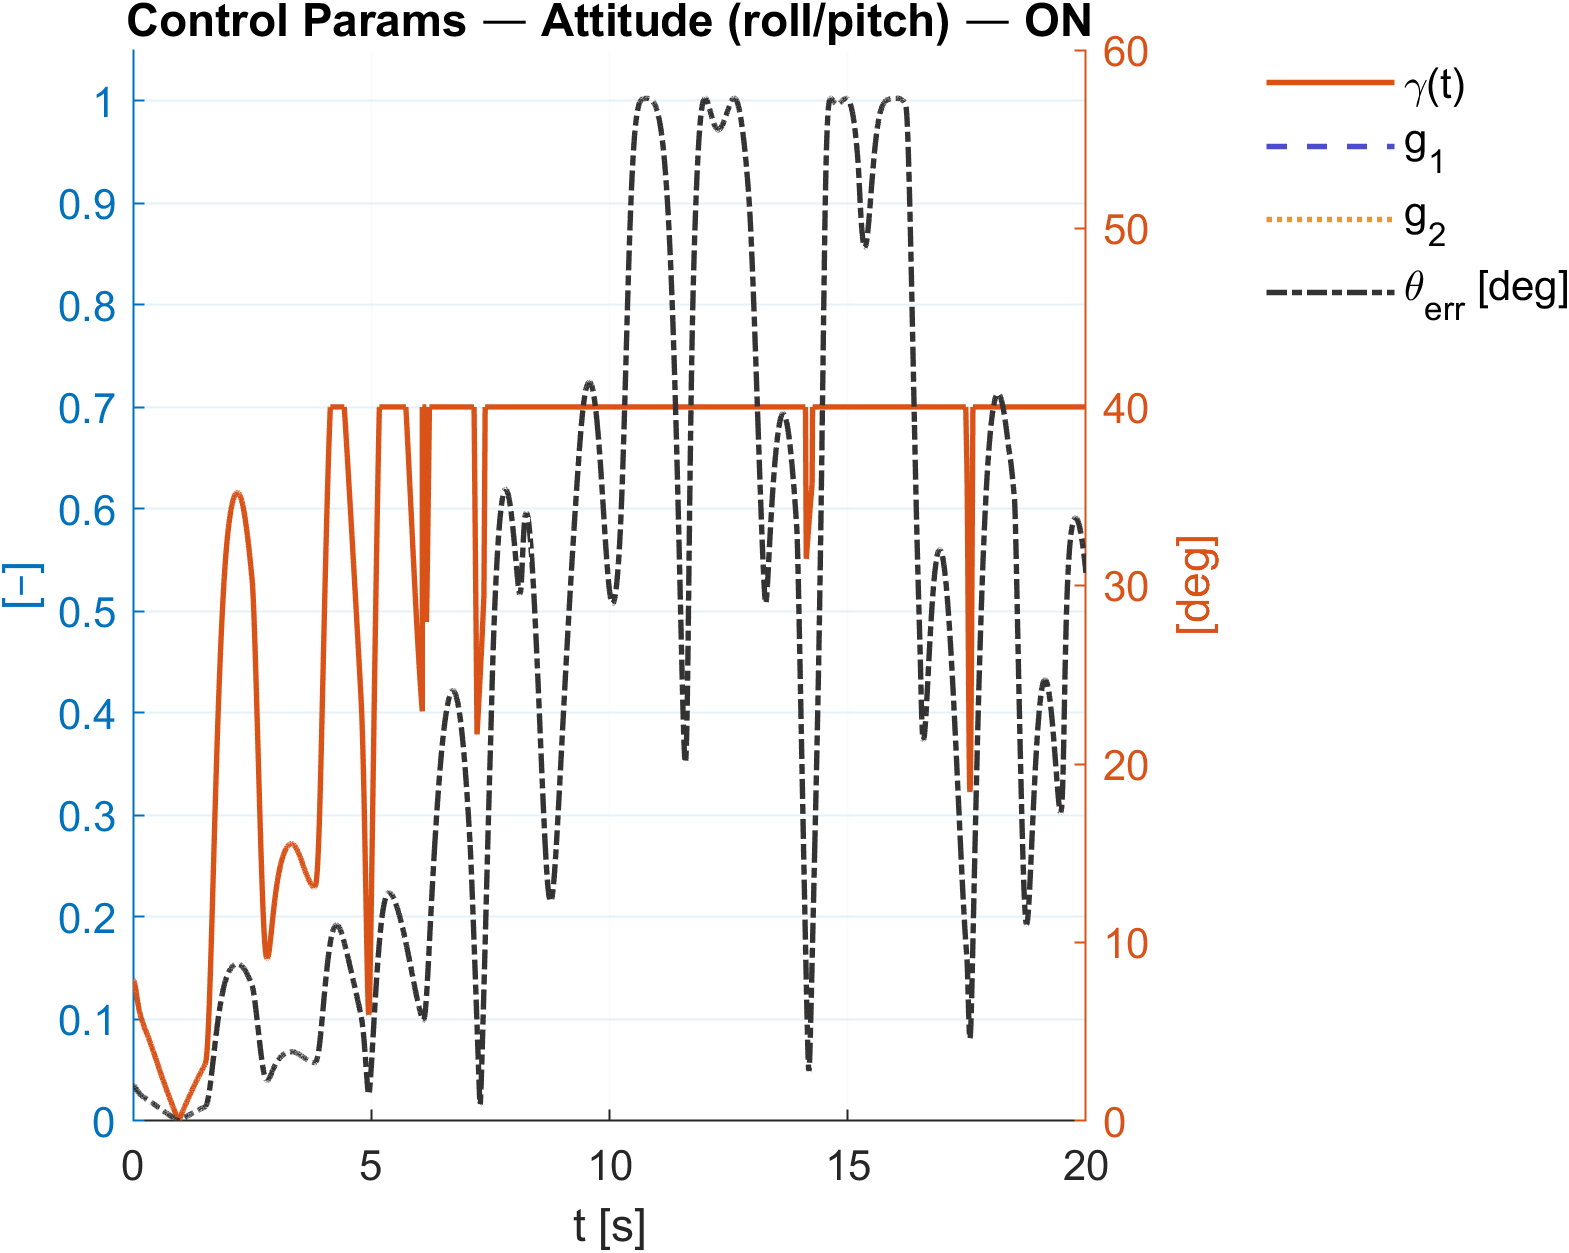 Control Params — Attitude (roll/pitch) — ON
1
0.9
0.8
0.7
0.6
0.5
0.4
0.3
0.2
0.1
0
[−]
60
50
40
30
20
10
0
[deg]
0 5 10 15 20
t [s]
γ(t)
g1
g2
θerr [deg]